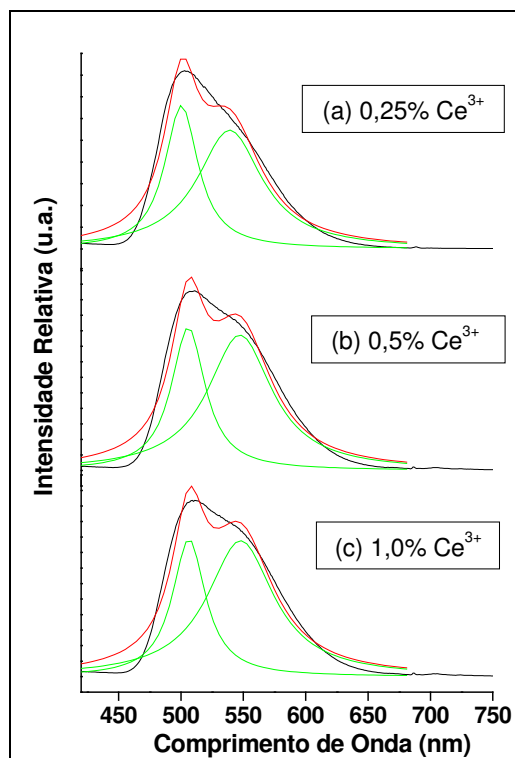 (a) 0,25% Ce³⁺
(b) 0,5% Ce³⁺
(c) 1,0% Ce³⁺
Intensidade Relativa (u.a.)
450 500 550 600 650 700 750
Comprimento de Onda (nm)